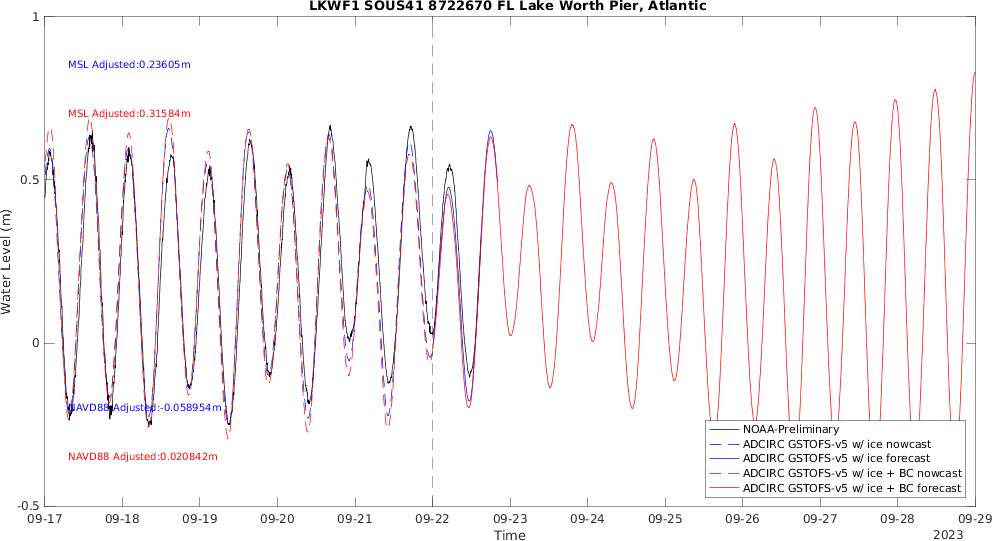 LKWF1 SOUS41 8722670 FL Lake Worth Pier, Atlantic
1
MSL Adjusted:0.23605m
MSL Adjusted:0.31584m
0.5
Water Level (m)
0
NAVD88 Adjusted:-0.058954m
NAVD88 Adjusted:0.020842m
NOAA-Preliminary
ADCIRC GSTOFS-v5 w/ ice nowcast
ADCIRC GSTOFS-v5 w/ ice forecast
ADCIRC GSTOFS-v5 w/ ice + BC nowcast
ADCIRC GSTOFS-v5 w/ ice + BC forecast
-0.5
09-17 09-18 09-19 09-20 09-21 09-22 09-23 09-24 09-25 09-26 09-27 09-28 09-29
Time
2023